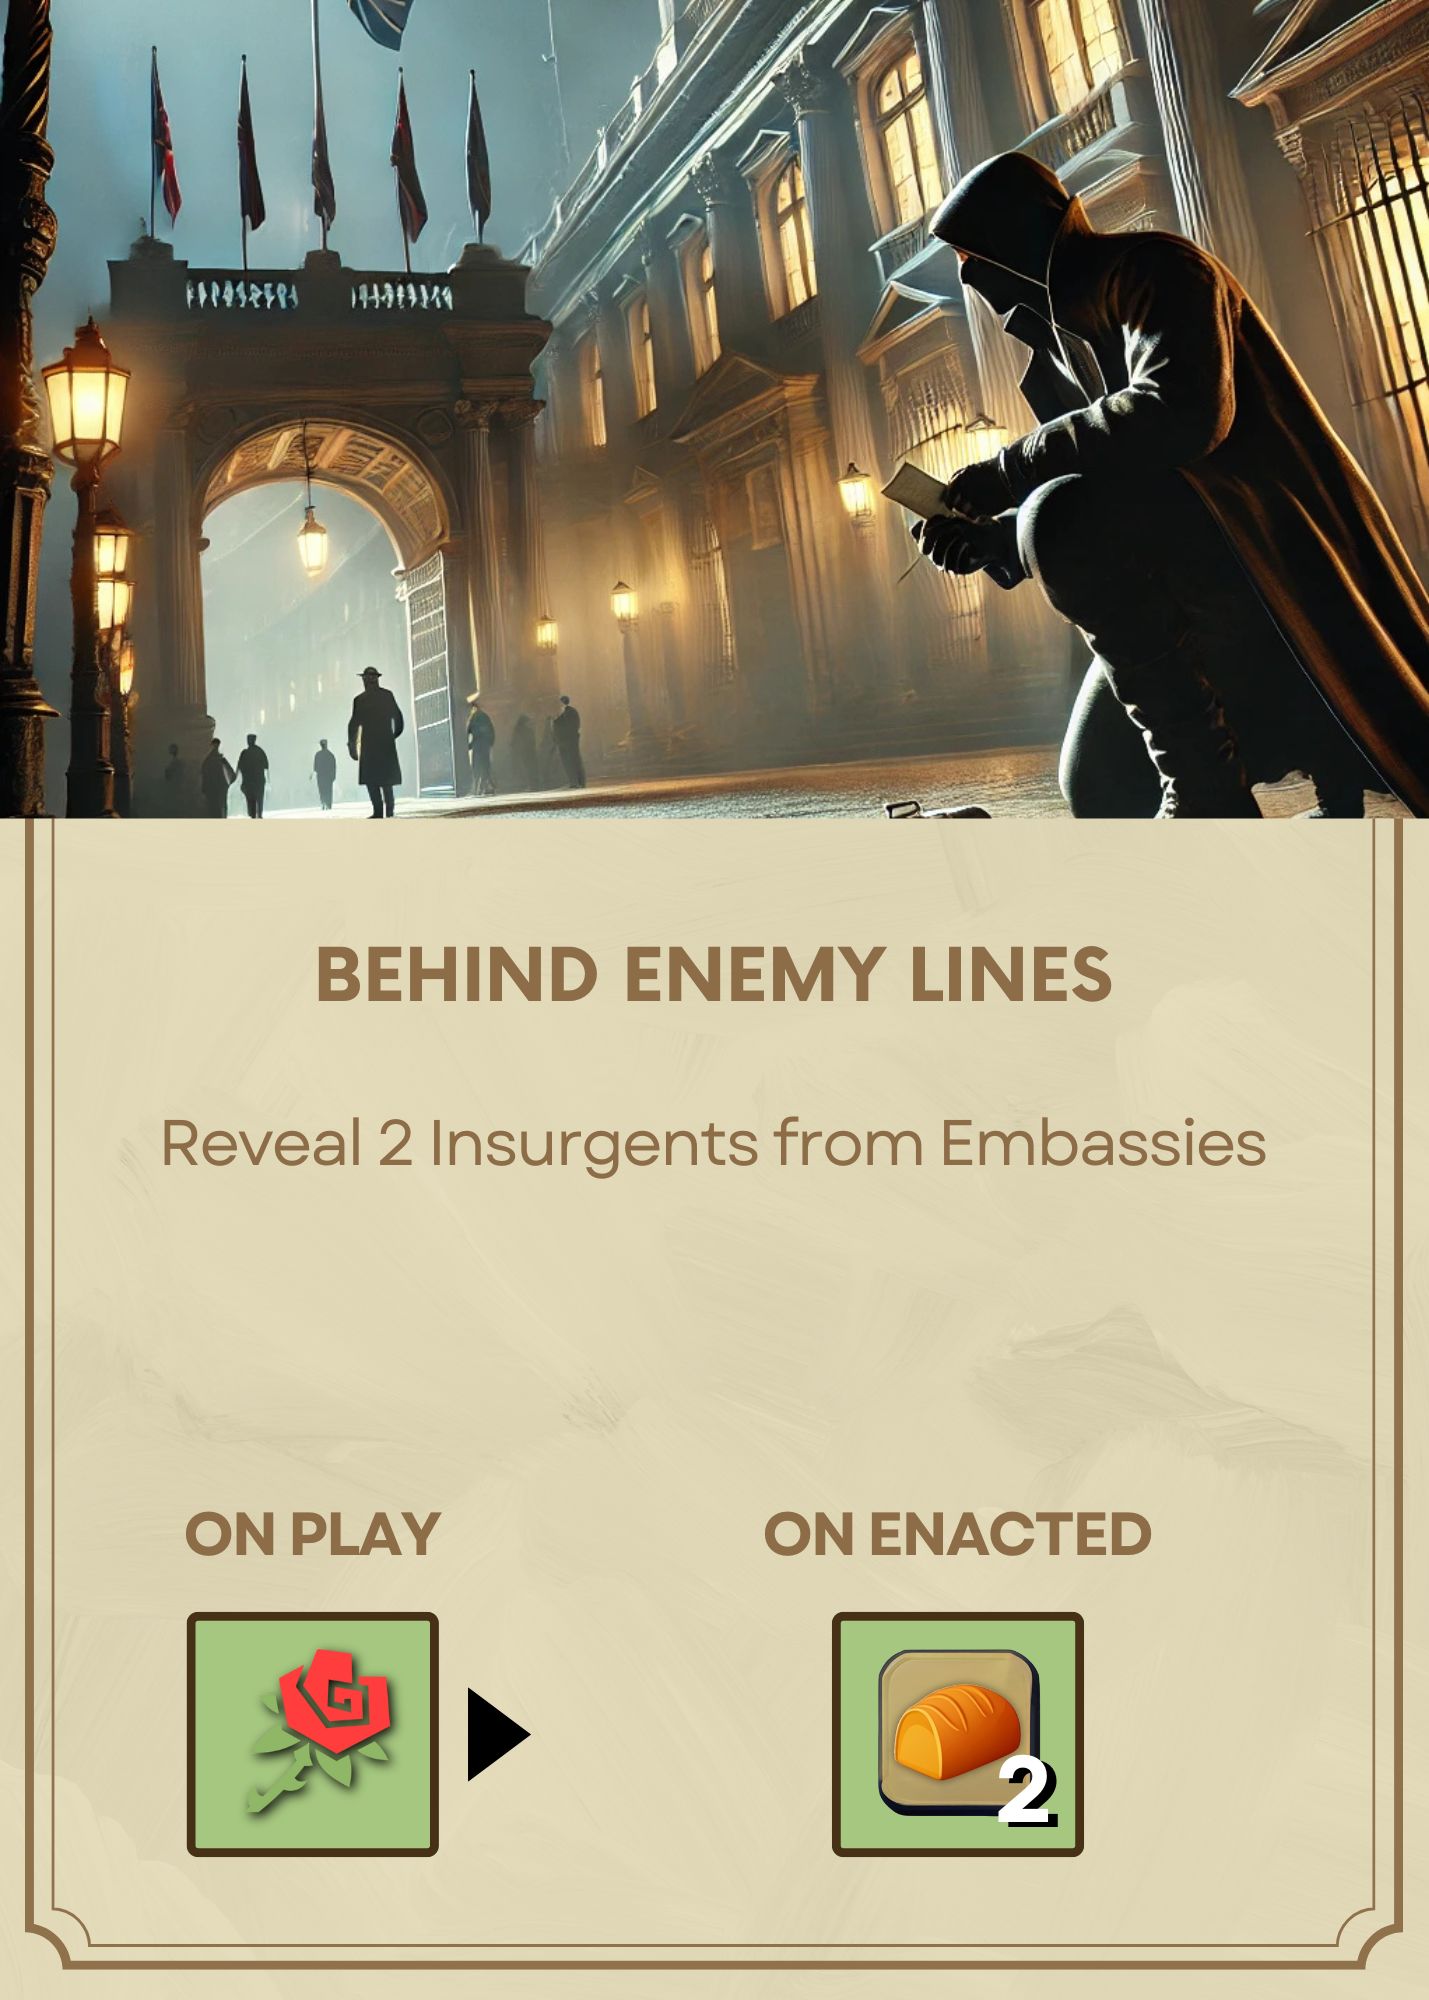 BEHIND ENEMY LINES
Reveal 2 Insurgents from Embassies
ON PLAY
ON ENACTED
2